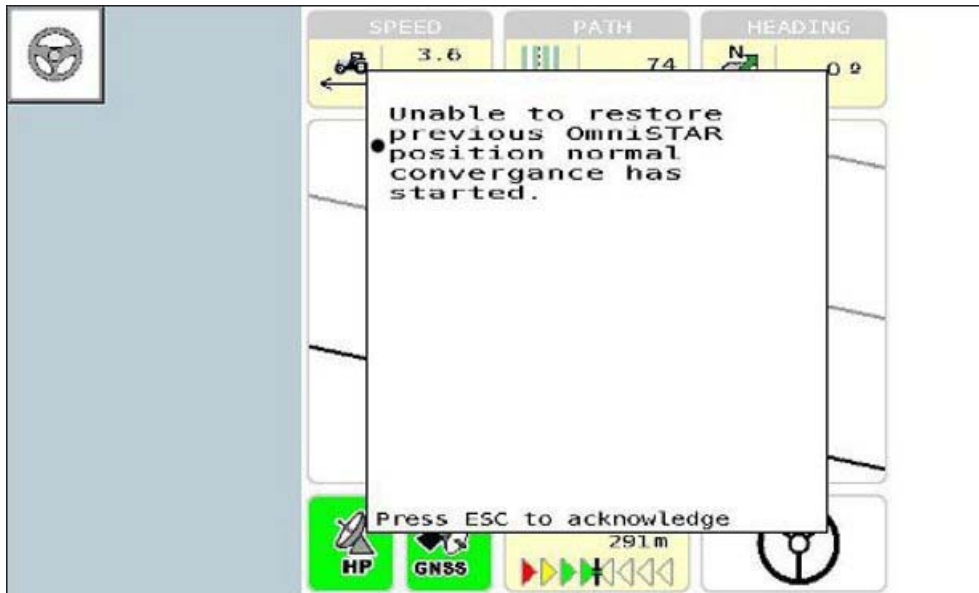 SPEED
PATH
HEADING
3.6
74
N
0 º
Unable to restore
previous OmniSTAR
position normal
convergance has
started.
Press ESC to acknowledge
291m
HP
GNSS